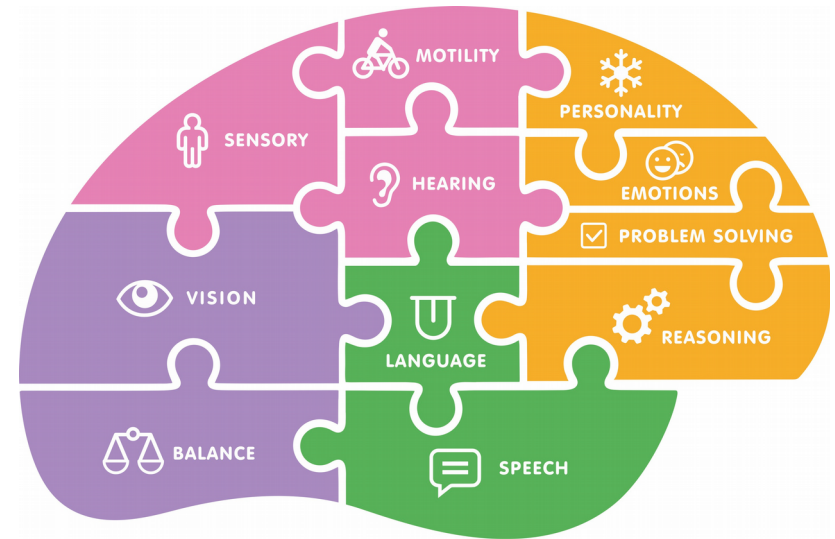 MOTILITY
PERSONALITY
SENSORY
HEARING
EMOTIONS
PROBLEM SOLVING
VISION
LANGUAGE
REASONING
BALANCE
SPEECH